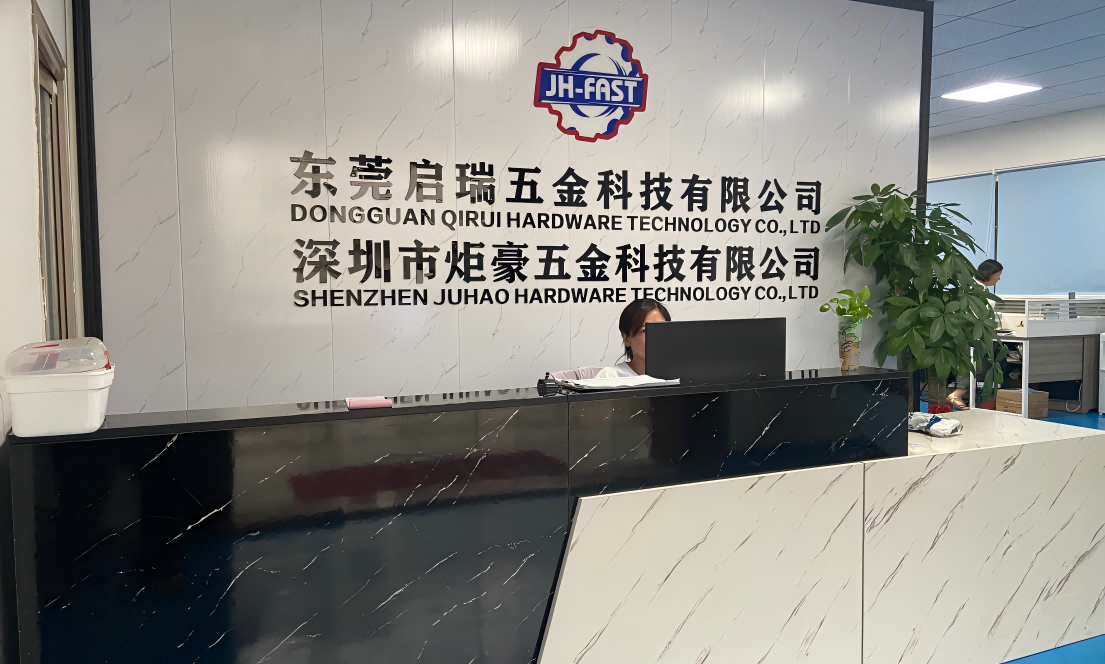 JH-FAST
东莞启瑞五金科技有限公司
DONGGUAN QIRUI HARDWARE TECHNOLOGY CO.,LTD
深圳市炬豪五金科技有限公司
SHENZHEN JUHAO HARDWARE TECHNOLOGY CO.,LTD